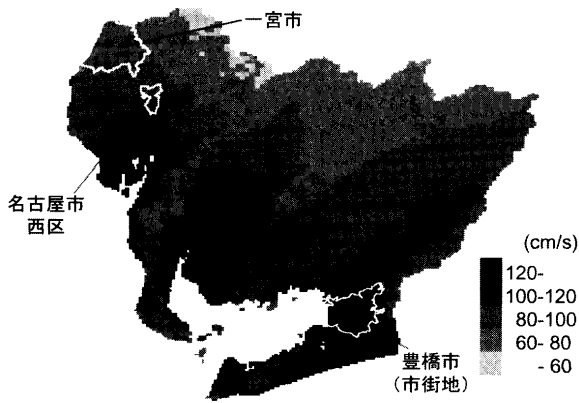 一宮市
名古屋市
西区
(cm/s)
120-
100-120
80-100
60- 80
- 60
豊橋市
(市街地)